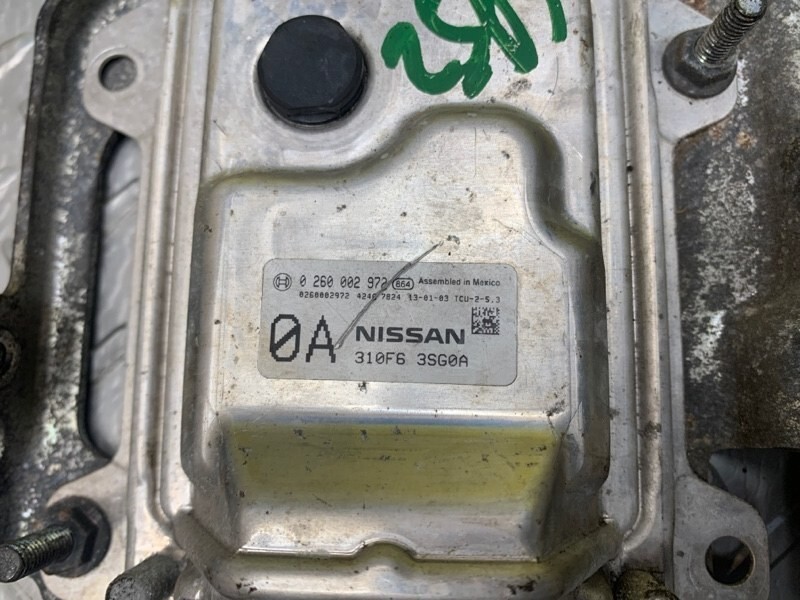 0 260 002 972 864 Assembled in Mexico
0260002972 424C 7824 13-01-03 TCU-2-5.3
0A NISSAN
310F6 3SG0A